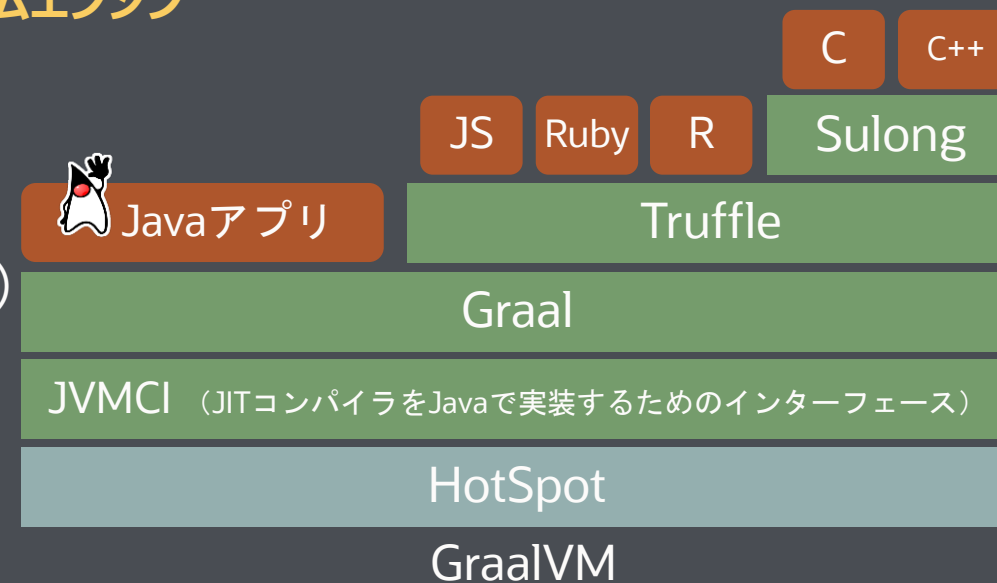 C C++
JS Ruby R Sulong
Javaアプリ Truffle
Graal
JVMCI （JITコンパイラをJavaで実装するためのインターフェース）
HotSpot
GraalVM